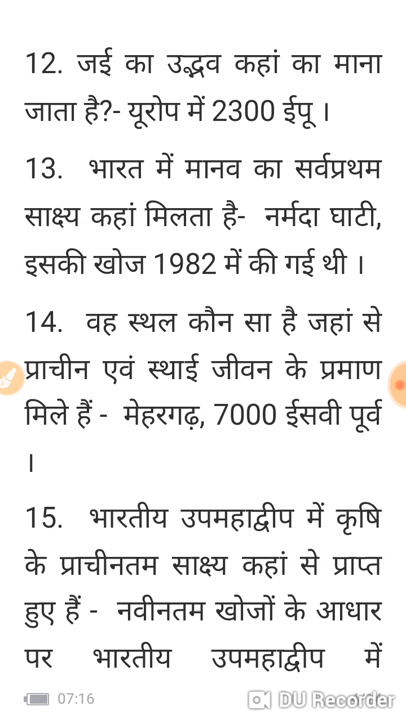 12. जई का उद्भव कहां का माना
जाता है?- यूरोप में 2300 ईपू ।
13. भारत में मानव का सर्वप्रथम
साक्ष्य कहां मिलता है- नर्मदा घाटी,
इसकी खोज 1982 में की गई थी ।
14. वह स्थल कौन सा है जहां से
प्राचीन एवं स्थाई जीवन के प्रमाण
मिले हैं - मेहरगढ़, 7000 ईसवी पूर्व
।
15. भारतीय उपमहाद्वीप में कृषि
के प्राचीनतम साक्ष्य कहां से प्राप्त
हुए हैं - नवीनतम खोजों के आधार
पर भारतीय उपमहाद्वीप में
07:16 DU Recorder